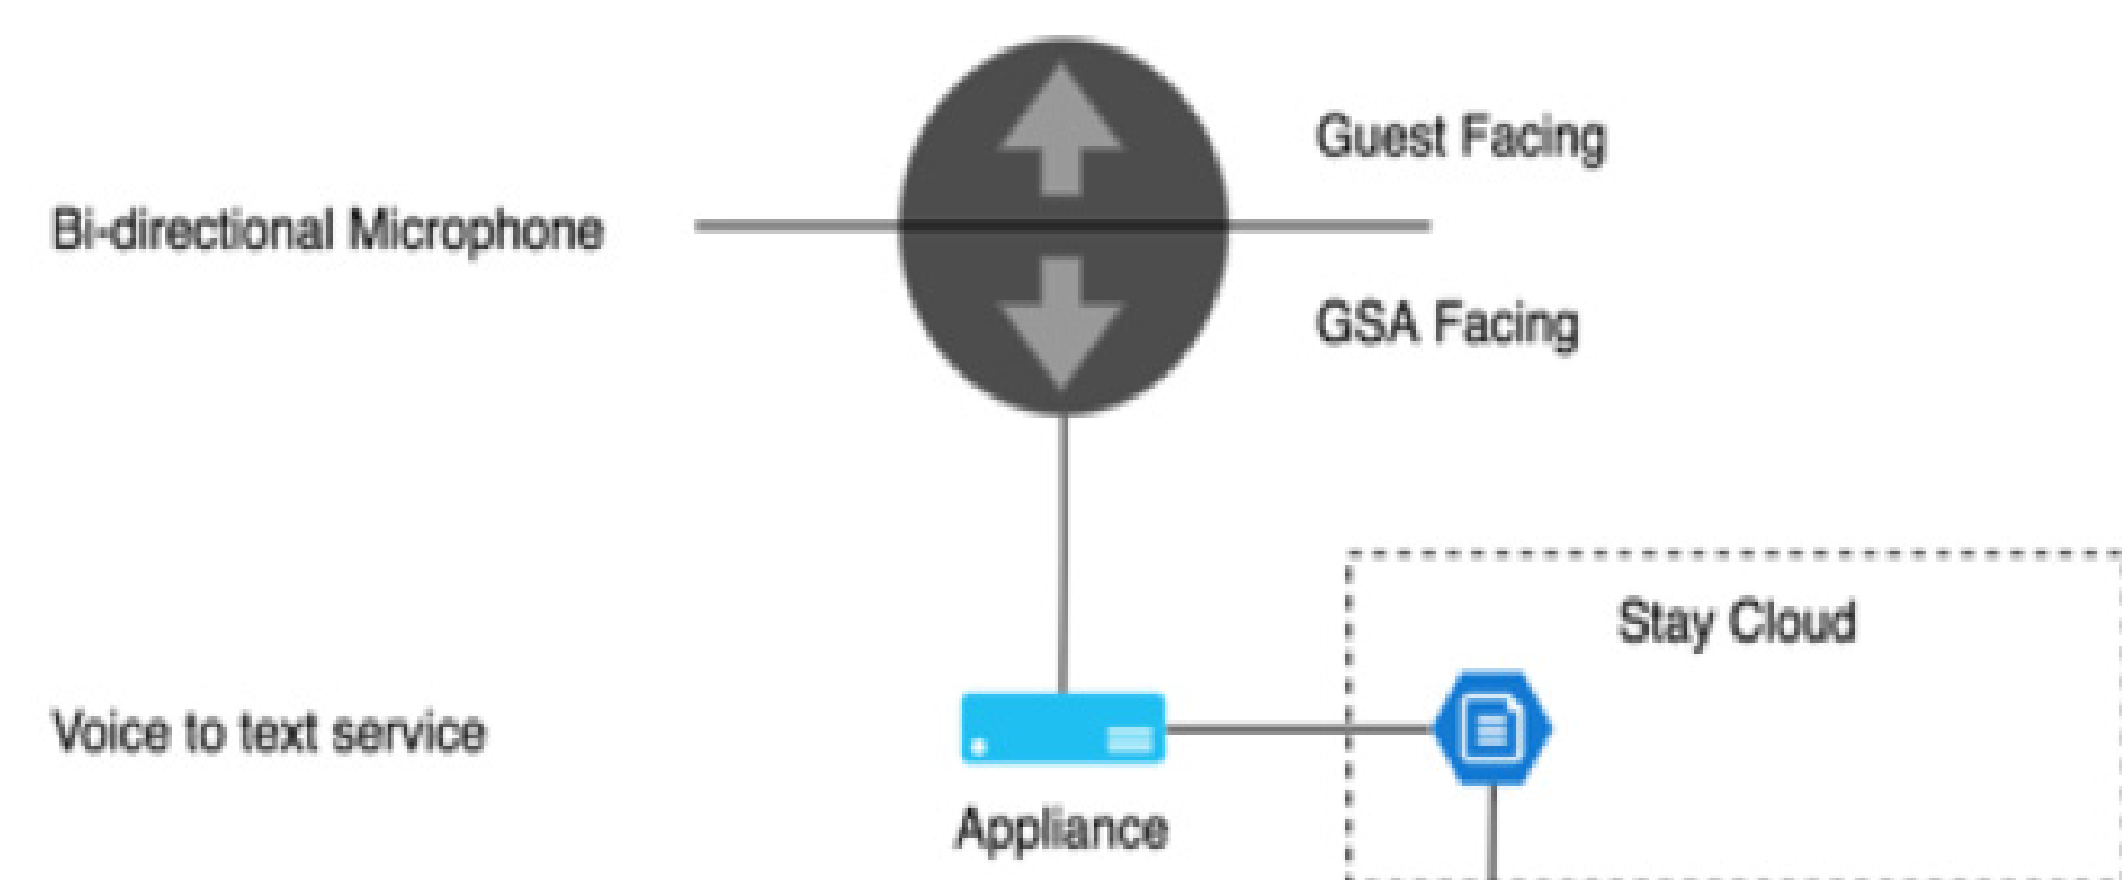 Guest Facing
Bi-directional Microphone
GSA Facing
Stay Cloud
Voice to text service
Appliance